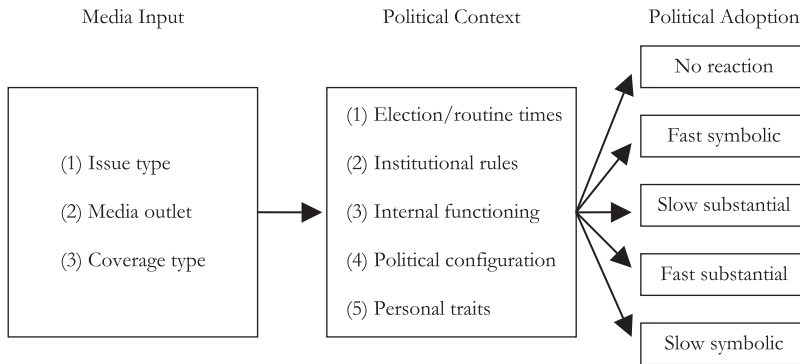 Media Input
Political Context
Political Adoption
(1) Issue type
(2) Media outlet
(3) Coverage type
(1) Election/routine times
(2) Institutional rules
(3) Internal functioning
(4) Political configuration
(5) Personal traits
No reaction
Fast symbolic
Slow substantial
Fast substantial
Slow symbolic